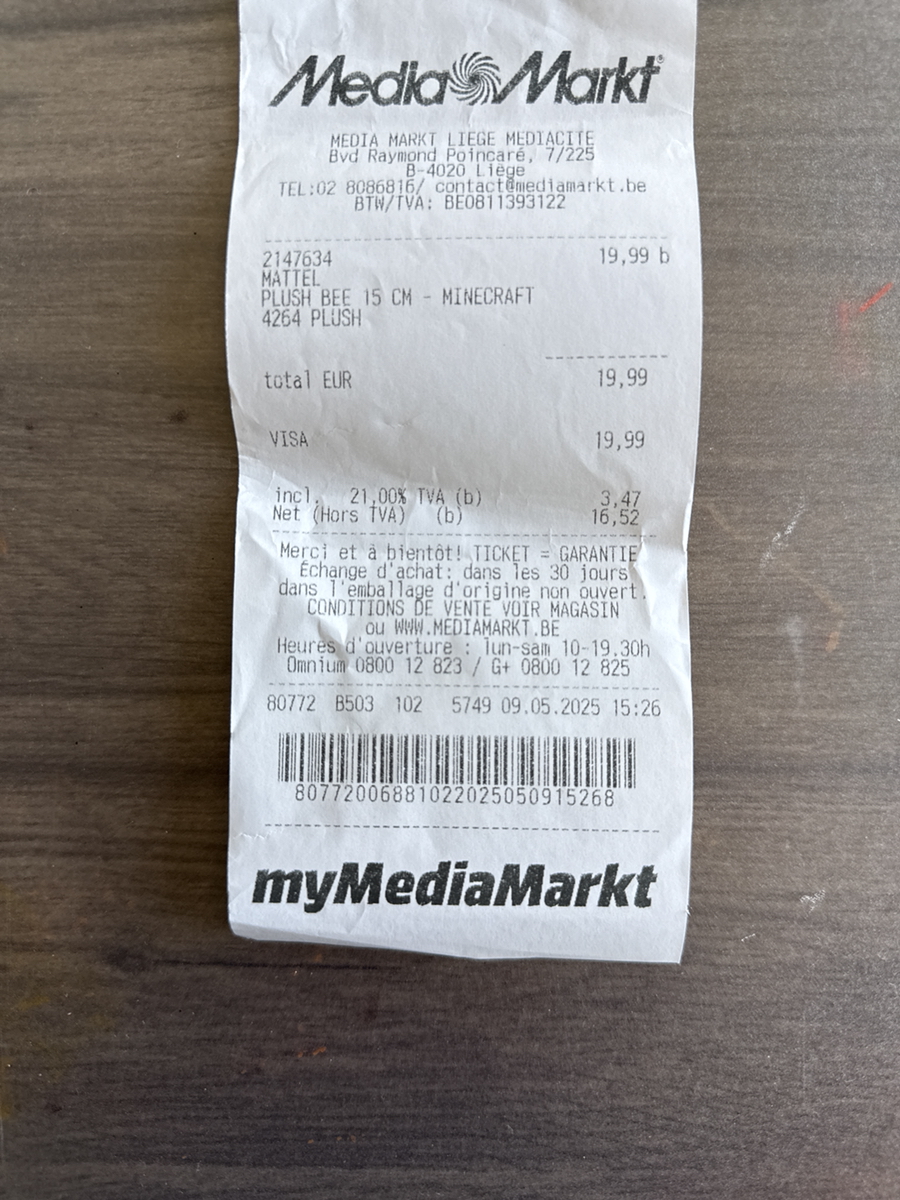 Media Markt
MEDIA MARKT LIEGE MEDIACITE
Bvd Raymond Poincaré, 7/225
B-4020 Liège
TEL:02 8086816/ contact@mediamarkt.be
BTW/TVA: BE0811393122
2147634 19,99 b
MATTEL
PLUSH BEE 15 CM - MINECRAFT
4264 PLUSH
total EUR 19,99
VISA 19,99
incl. 21,00% TVA (b) 3,47
Net (Hors TVA) (b) 16,52
Merci et à bientôt! TICKET = GARANTIE
Échange d'achat: dans les 30 jours
dans l'emballage d'origine non ouvert.
CONDITIONS DE VENTE VOIR MAGASIN
ou WWW.MEDIAMARKT.BE
Heures d'ouverture : lun-sam 10-19.30h
Omnium 0800 12 823 / G+ 0800 12 825
80772 B503 102 5749 09.05.2025 15:26
80772006881022025050915268
myMediaMarkt